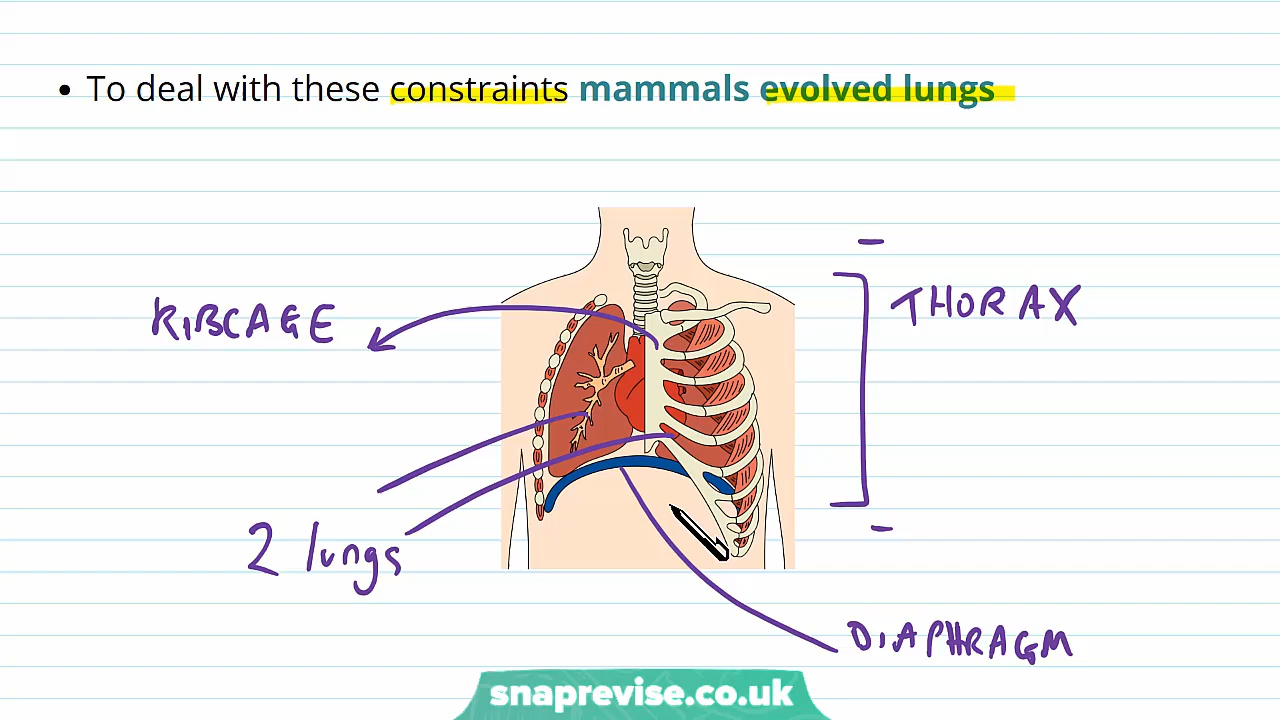 • To deal with these constraints mammals evolved lungs
THORAX
RIBCAGE
2 lungs
DIAPHRAGM
snaprevise.co.uk